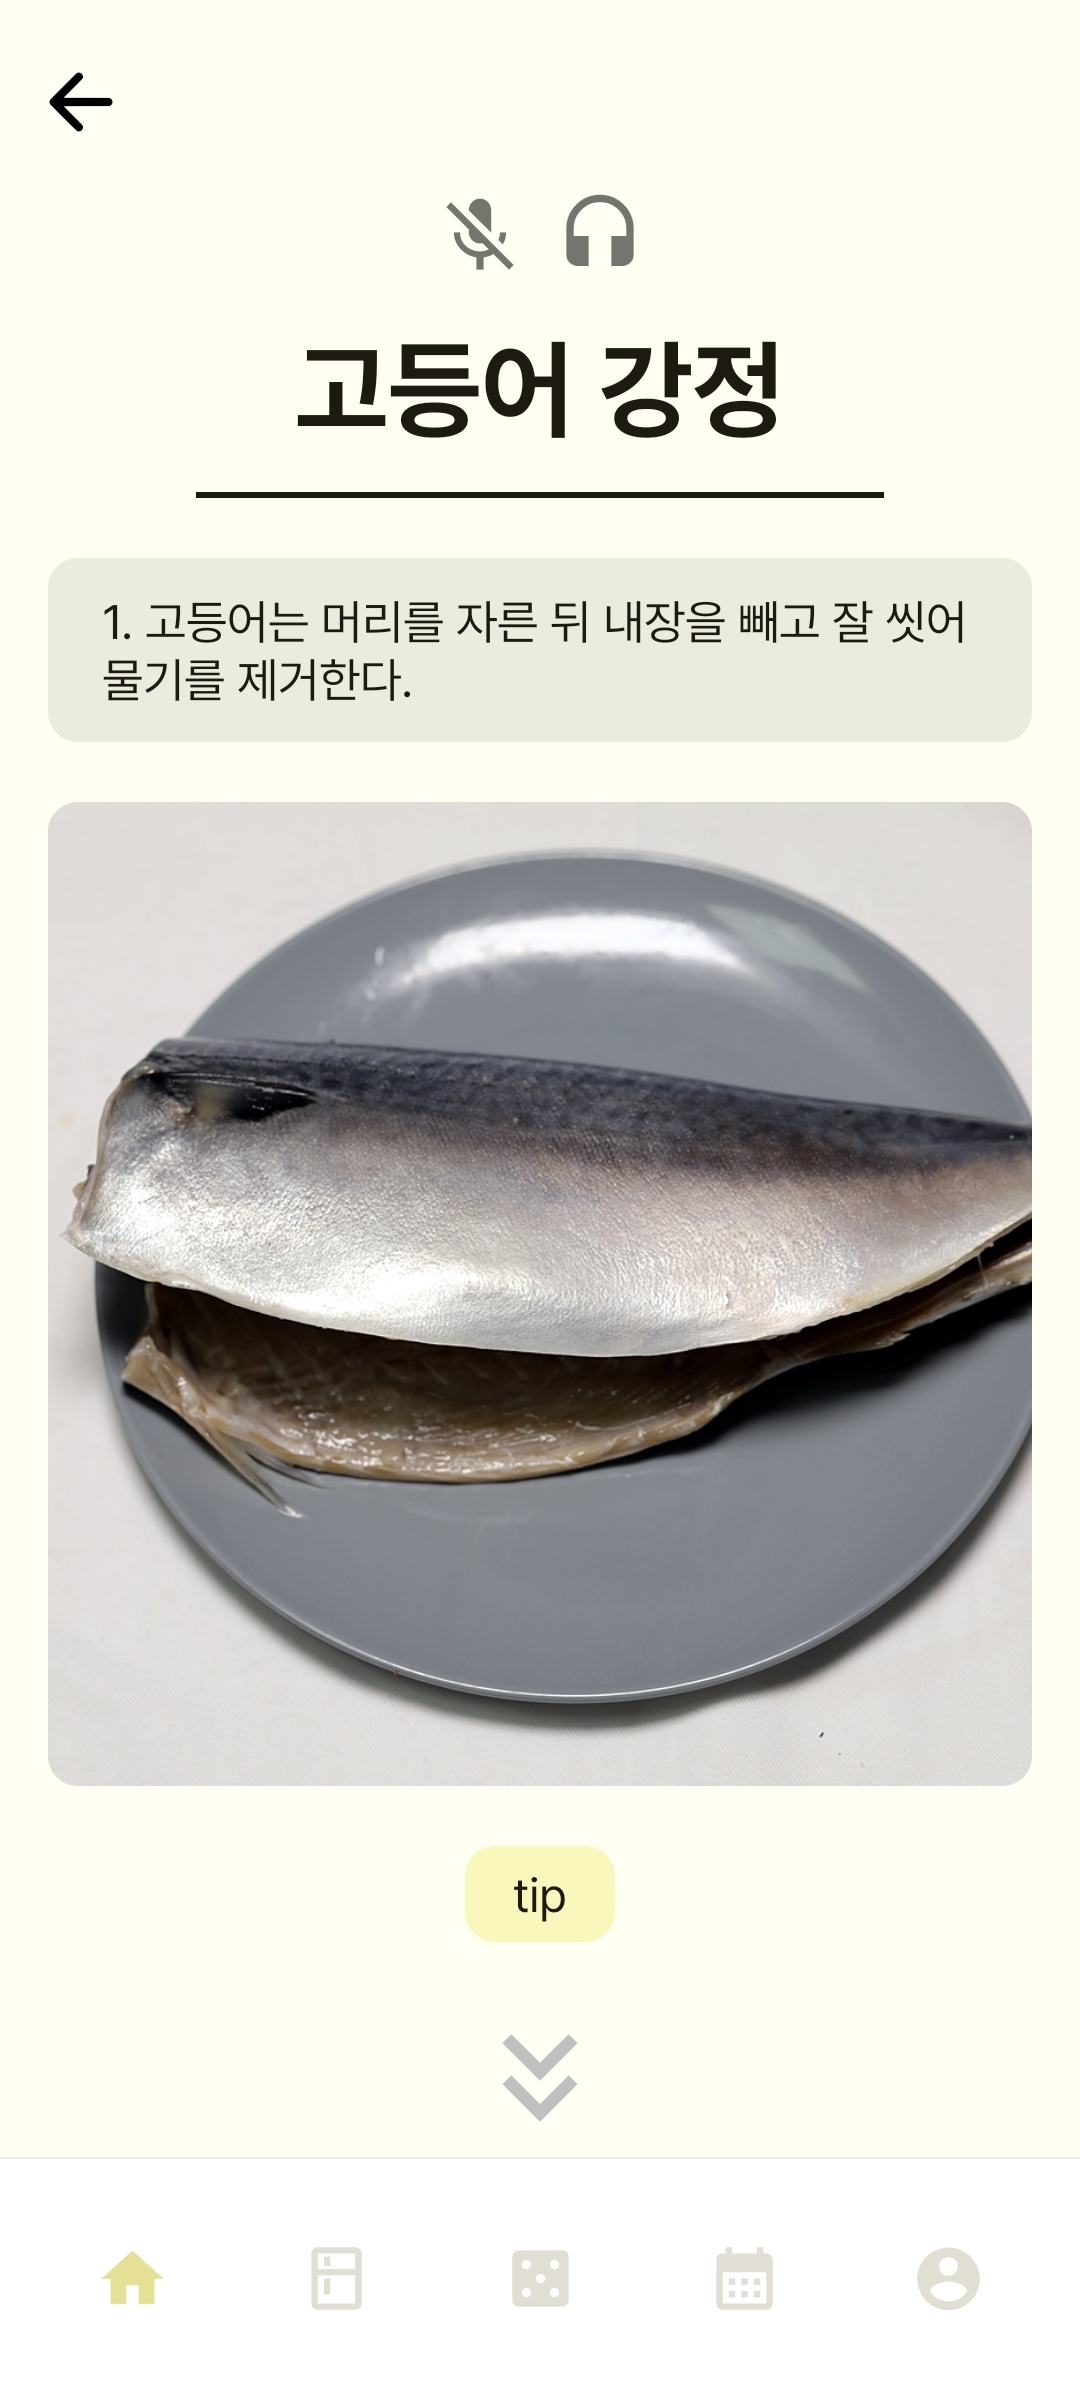 고등어 강정
1. 고등어는 머리를 자른 뒤 내장을 빼고 잘 씻어
물기를 제거한다.
tip